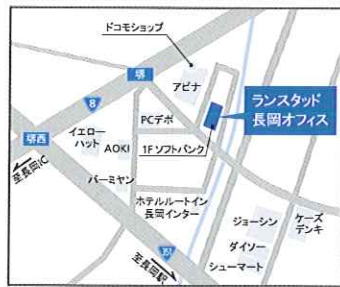 ドコモショップ
堺
アピナ
ランスタッド
長岡オフィス
8
PCデポ
堺西
イエロー
ハット
AOKI
1F ソフトバンク
至長岡IC
バーミヤン
ホテルルートイン
長岡インター
ジョーシン
ケーズ
デンキ
ダイソー
351
至長岡駅
シューマート